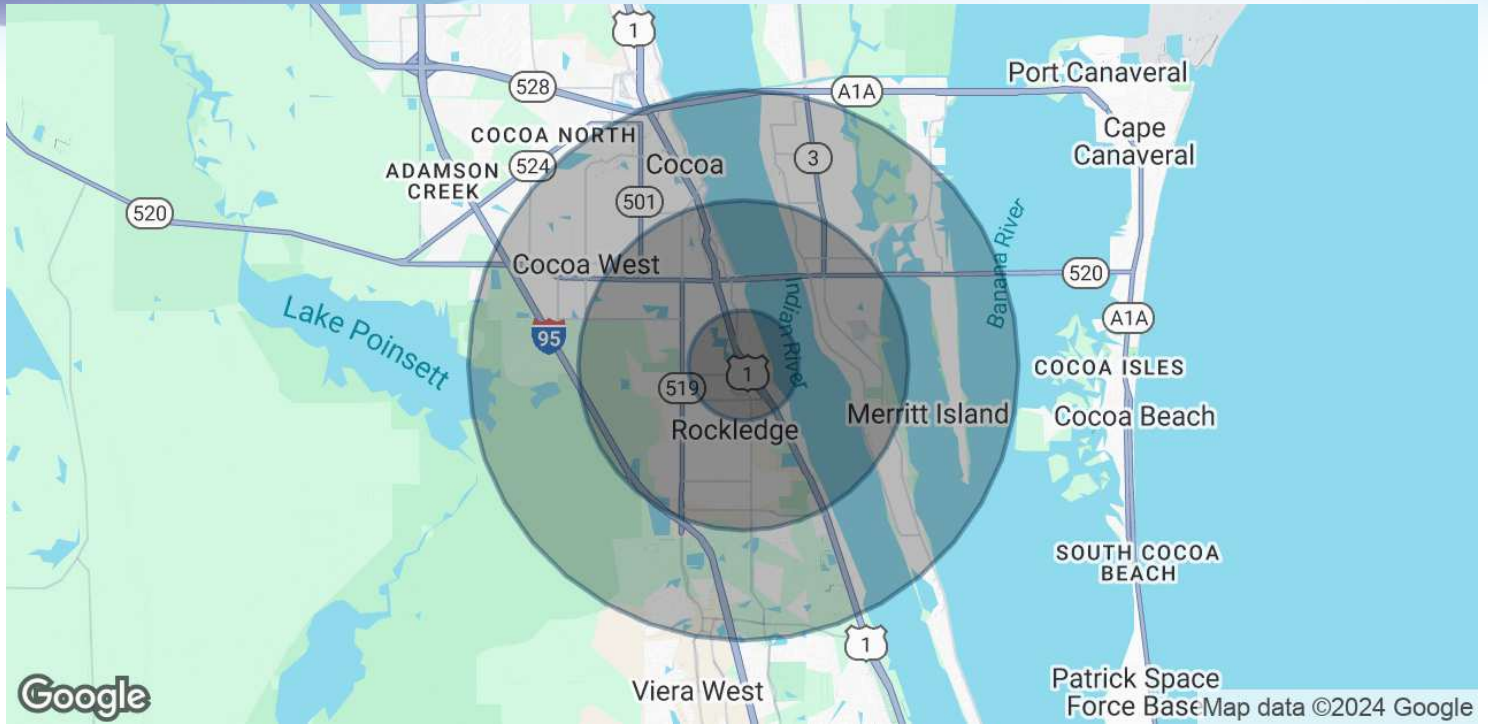 1
Port Canaveral
528
A1A
COCOA NORTH
Cape
Canaveral
524
Cocoa
3
ADAMSON
CREEK
501
520
Banana River
Cocoa West
520
Indian River
Lake Poinsett
A1A
95
COCOA ISLES
1
519
Merritt Island
Cocoa Beach
Rockledge
SOUTH COCOA
BEACH
1
Viera West
Patrick Space
Force Base
Google
Map data ©2024 Google